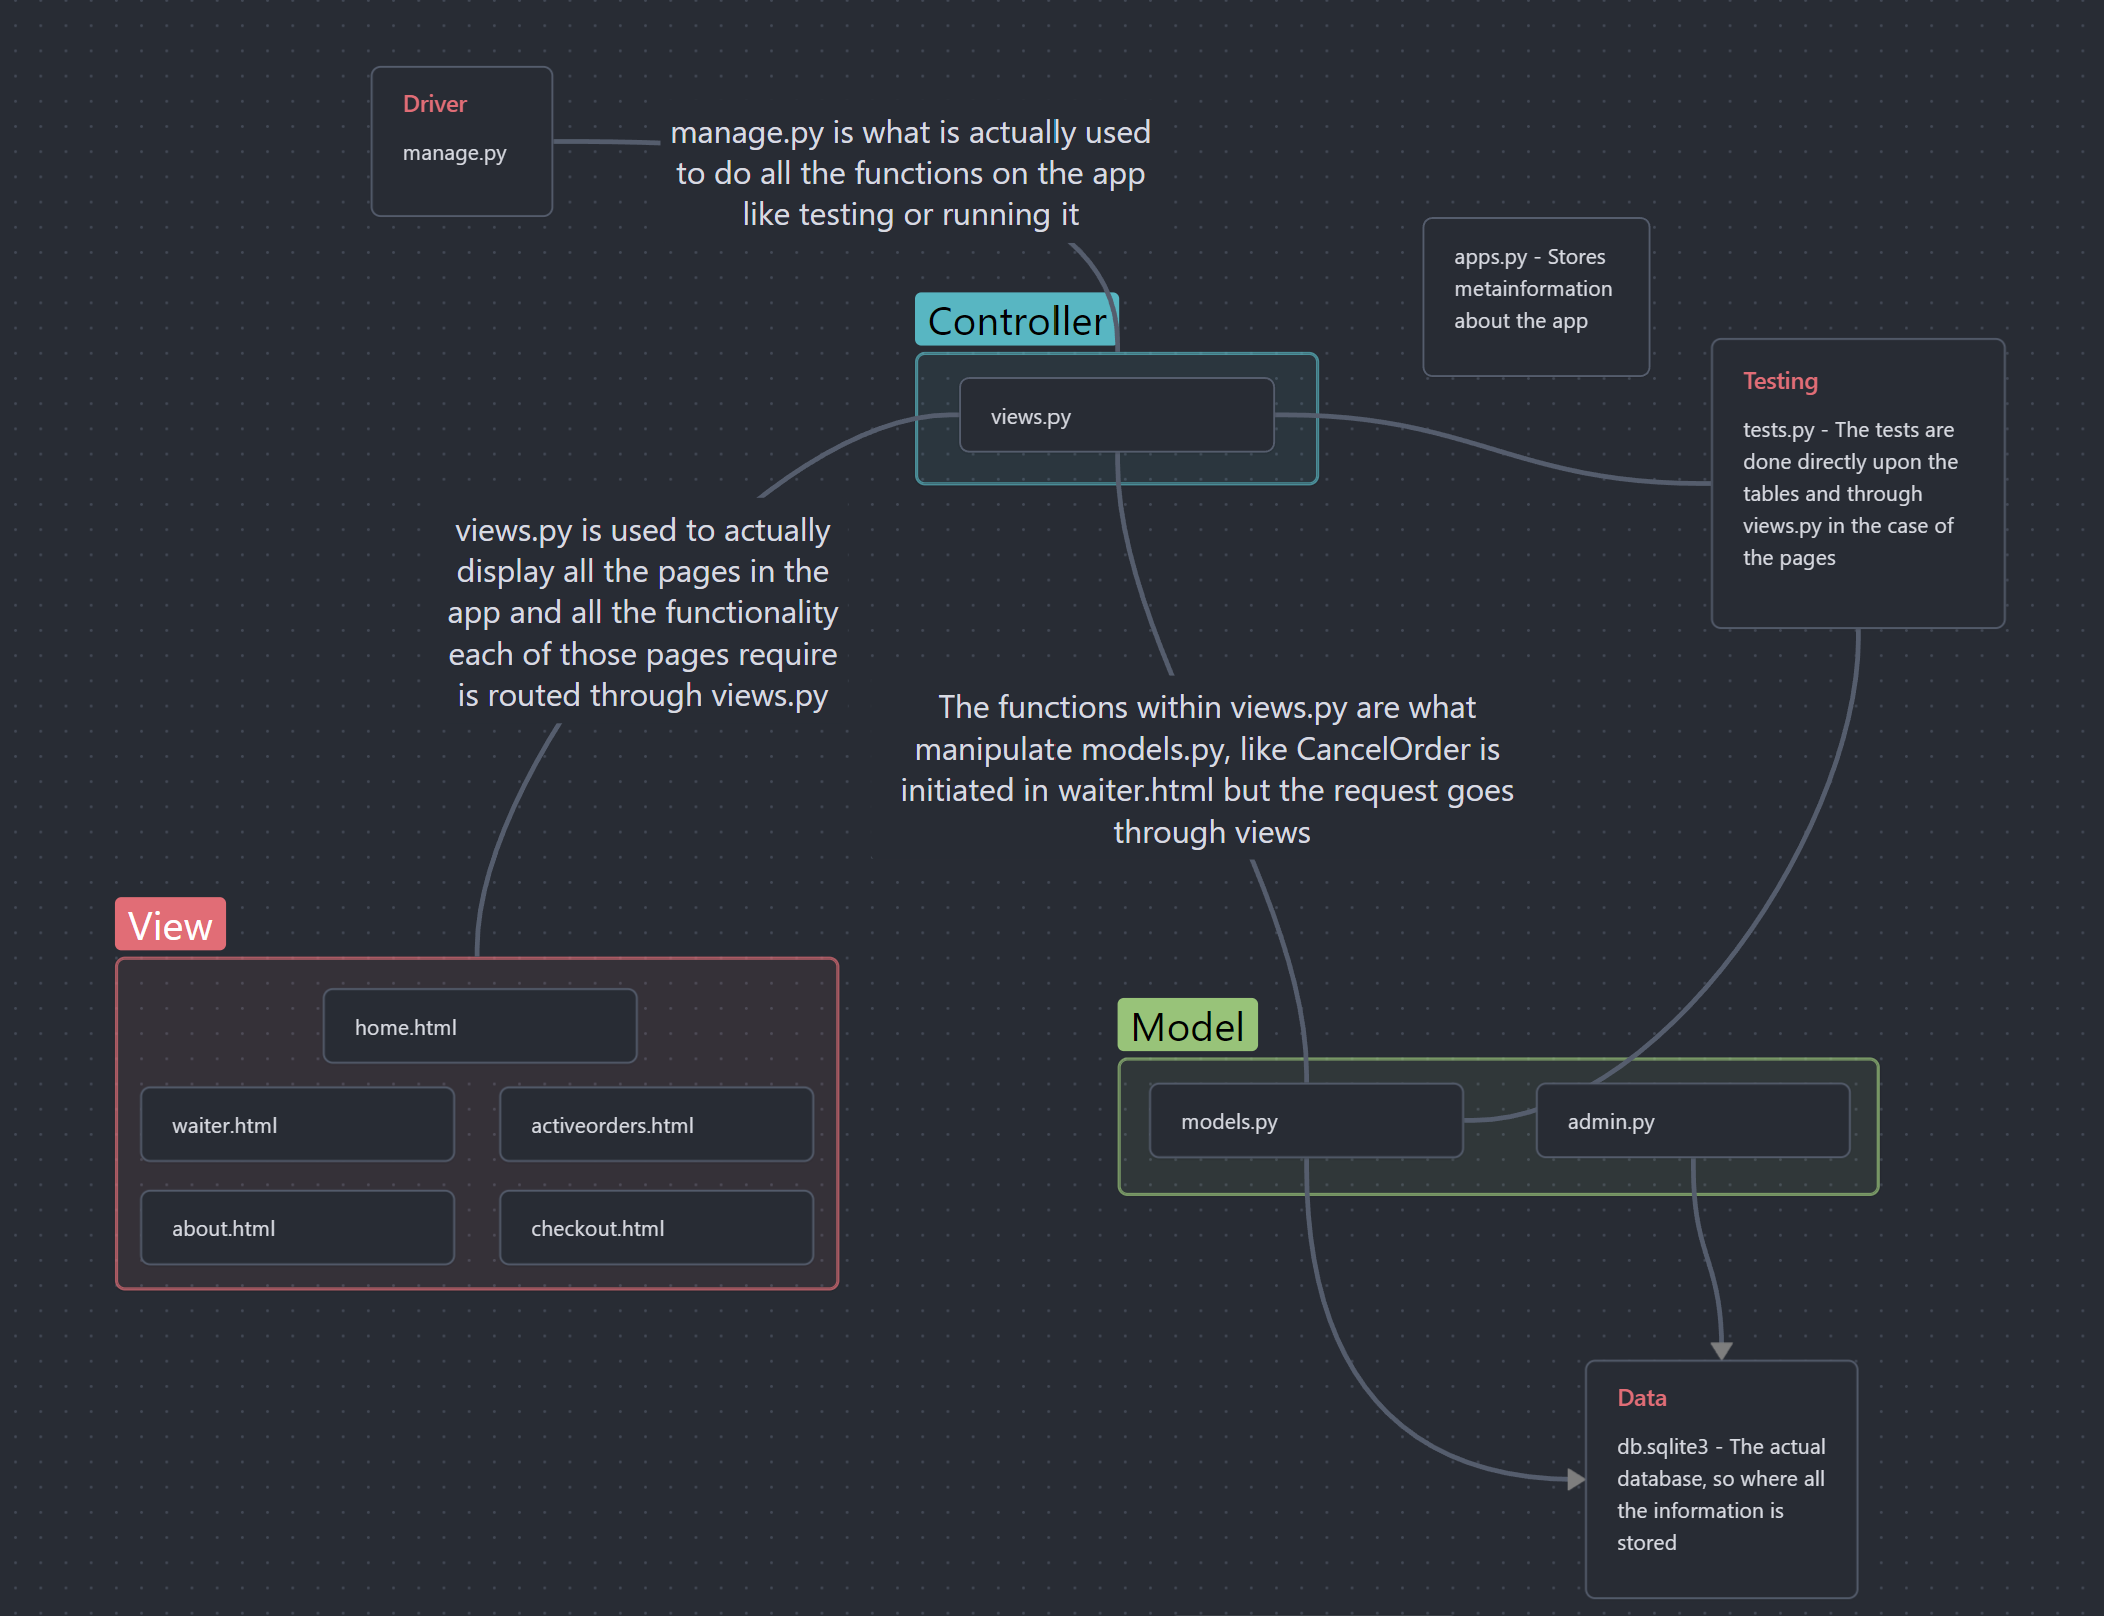 Driver
manage.py
manage.py is what is actually used
to do all the functions on the app
like testing or running it
apps.py - Stores
metainformation
about the app
Controller
views.py
Testing
tests.py - The tests are
done directly upon the
tables and through
views.py in the case of
the pages
views.py is used to actually
display all the pages in the
app and all the functionality
each of those pages require
is routed through views.py
The functions within views.py are what
manipulate models.py, like CancelOrder is
initiated in waiter.html but the request goes
through views
View
home.html
waiter.html
activeorders.html
about.html
checkout.html
Model
models.py
admin.py
Data
db.sqlite3 - The actual
database, so where all
the information is
stored